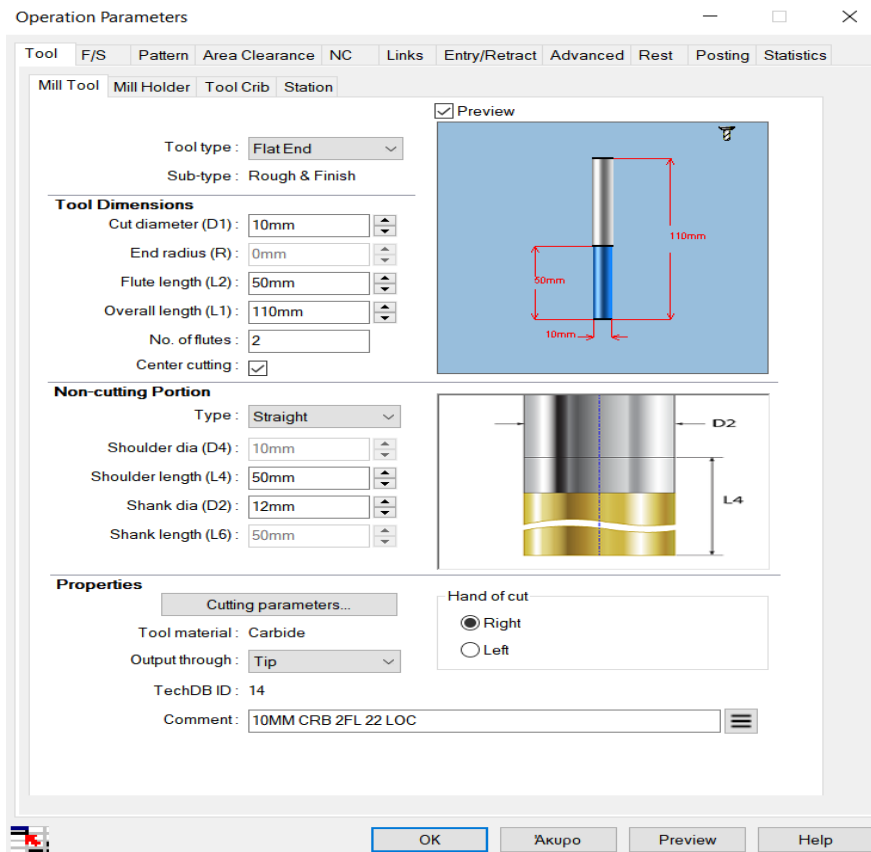 Operation Parameters
Tool F/S Pattern Area Clearance NC Links Entry/Retract Advanced Rest Posting Statistics
Mill Tool Mill Holder Tool Crib Station
Preview
Tool type : Flat End
Sub-type : Rough & Finish
Tool Dimensions
Cut diameter (D1) : 10mm
End radius (R) : 0mm
Flute length (L2) : 50mm
Overall length (L1) : 110mm
No. of flutes : 2
Center cutting :
110mm
50mm
10mm
Non-cutting Portion
Type : Straight
Shoulder dia (D4) : 10mm
Shoulder length (L4) : 50mm
Shank dia (D2) : 12mm
Shank length (L6) : 50mm
D2
L4
Properties
Cutting parameters...
Tool material : Carbide
Output through : Tip
TechDB ID : 14
Comment : 10MM CRB 2FL 22 LOC
Hand of cut
Right
Left
OK Άκυρο Preview Help